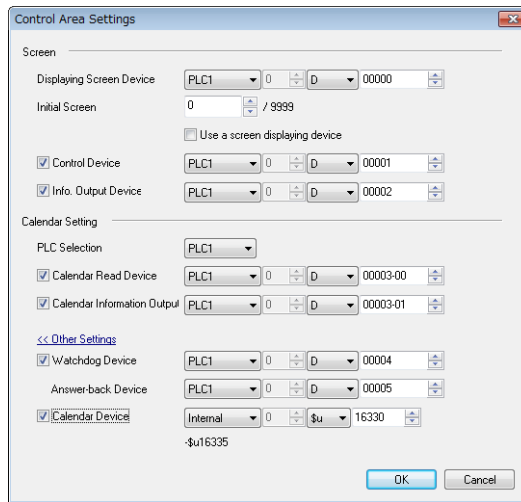 Control Area Settings
Screen
Displaying Screen Device PLC1 0 D 00000
Initial Screen 0 / 9999
Use a screen displaying device
Control Device PLC1 0 D 00001
Info. Output Device PLC1 0 D 00002
Calendar Setting
PLC Selection PLC1
Calendar Read Device PLC1 0 D 00003-00
Calendar Information Output PLC1 0 D 00003-01
<< Other Settings
Watchdog Device PLC1 0 D 00004
Answer-back Device PLC1 0 D 00005
Calendar Device Internal 0 $u 16330
-$u16335
OK Cancel